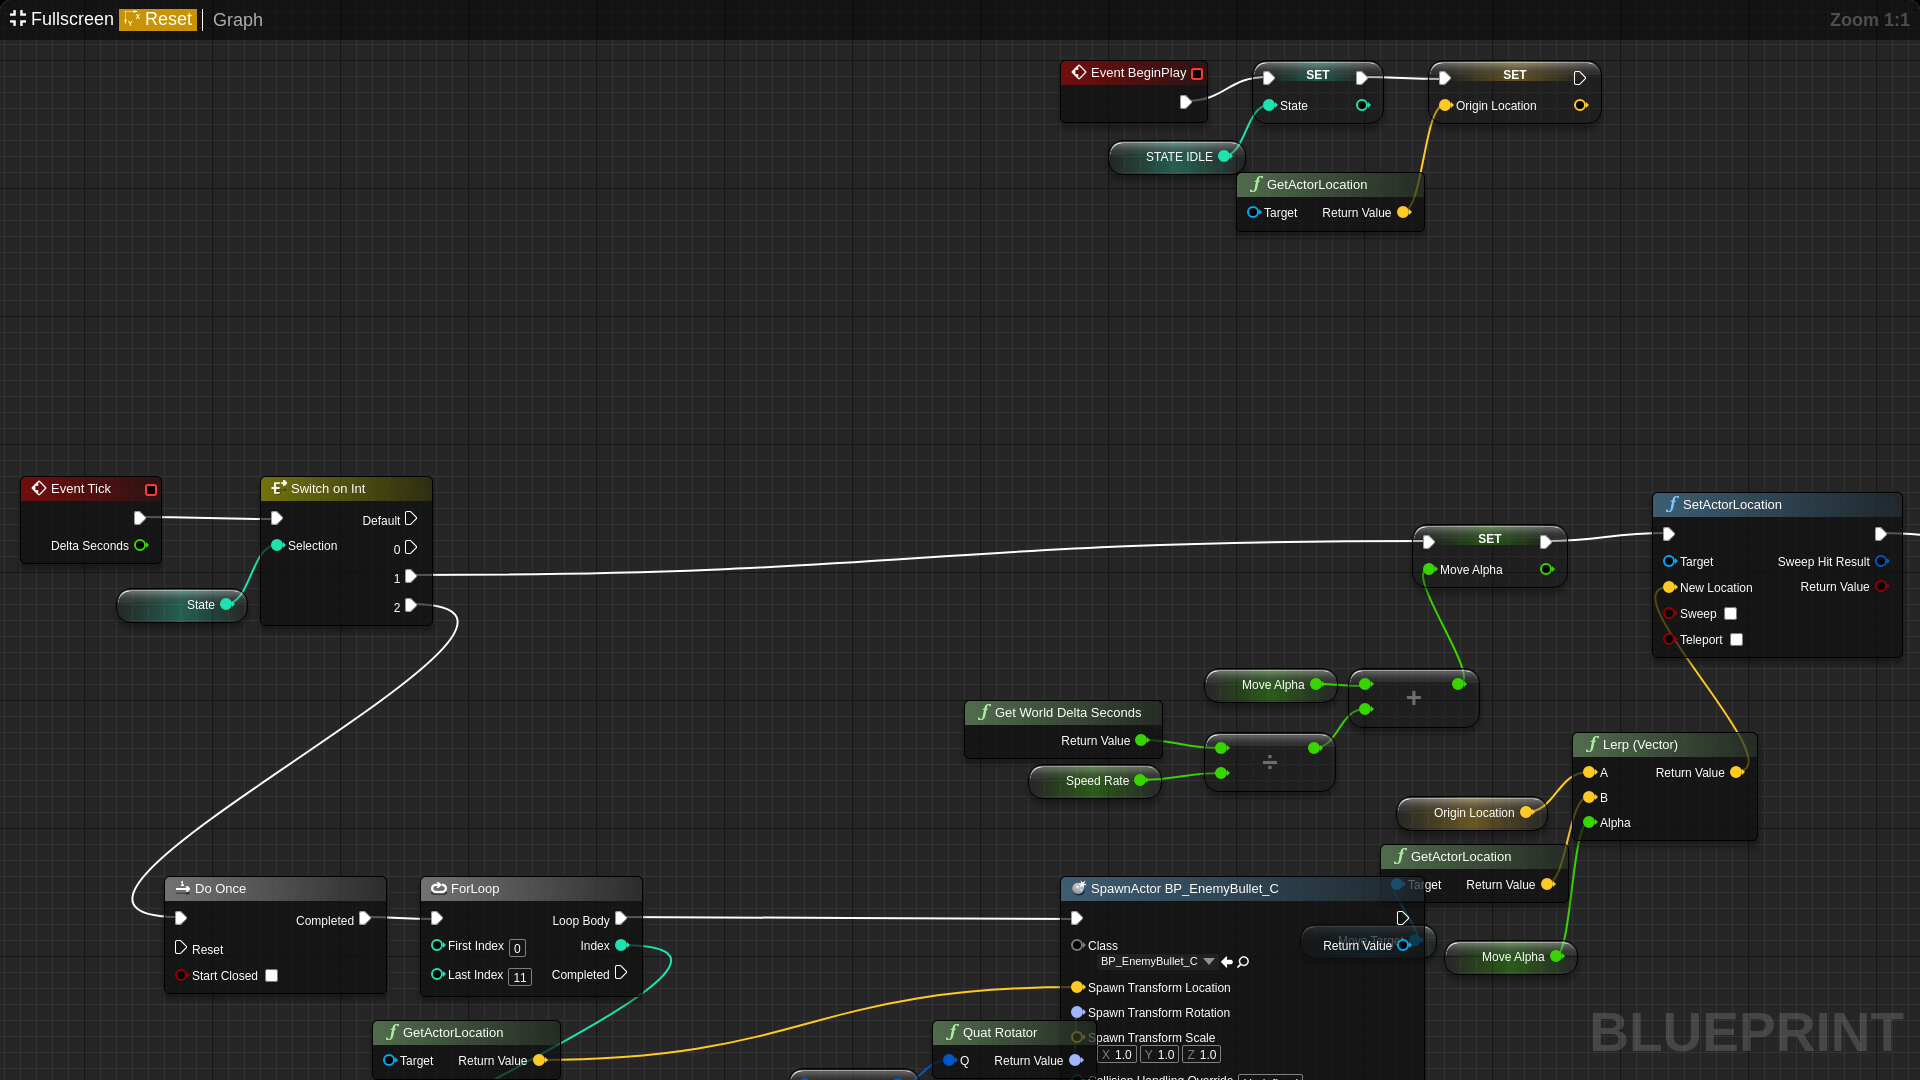 Fullscreen Reset Graph
Zoom 1:1
Event BeginPlay
SET
State
SET
Origin Location
STATE IDLE
GetActorLocation
Target Return Value
Event Tick
Delta Seconds
State
Switch on Int
Default
Selection
0
1
2
SET
Move Alpha
SetActorLocation
Target Sweep Hit Result
New Location Return Value
Sweep
Teleport
Move Alpha
+
Get World Delta Seconds
Return Value
÷
Speed Rate
Lerp (Vector)
A Return Value
B
Alpha
Origin Location
GetActorLocation
Target Return Value
Move Alpha
Do Once
Completed
Reset
Start Closed
ForLoop
Loop Body
First Index 0 Index
Last Index 11 Completed
SpawnActor BP_EnemyBullet_C
Class Return Value
BP_EnemyBullet_C
Spawn Transform Location
Spawn Transform Rotation
Spawn Transform Scale
X 1.0 Y 1.0 Z 1.0
Collision Handling Override
Move Target
GetActorLocation
Target Return Value
Quat Rotator
Q Return Value
BLUEPRINT